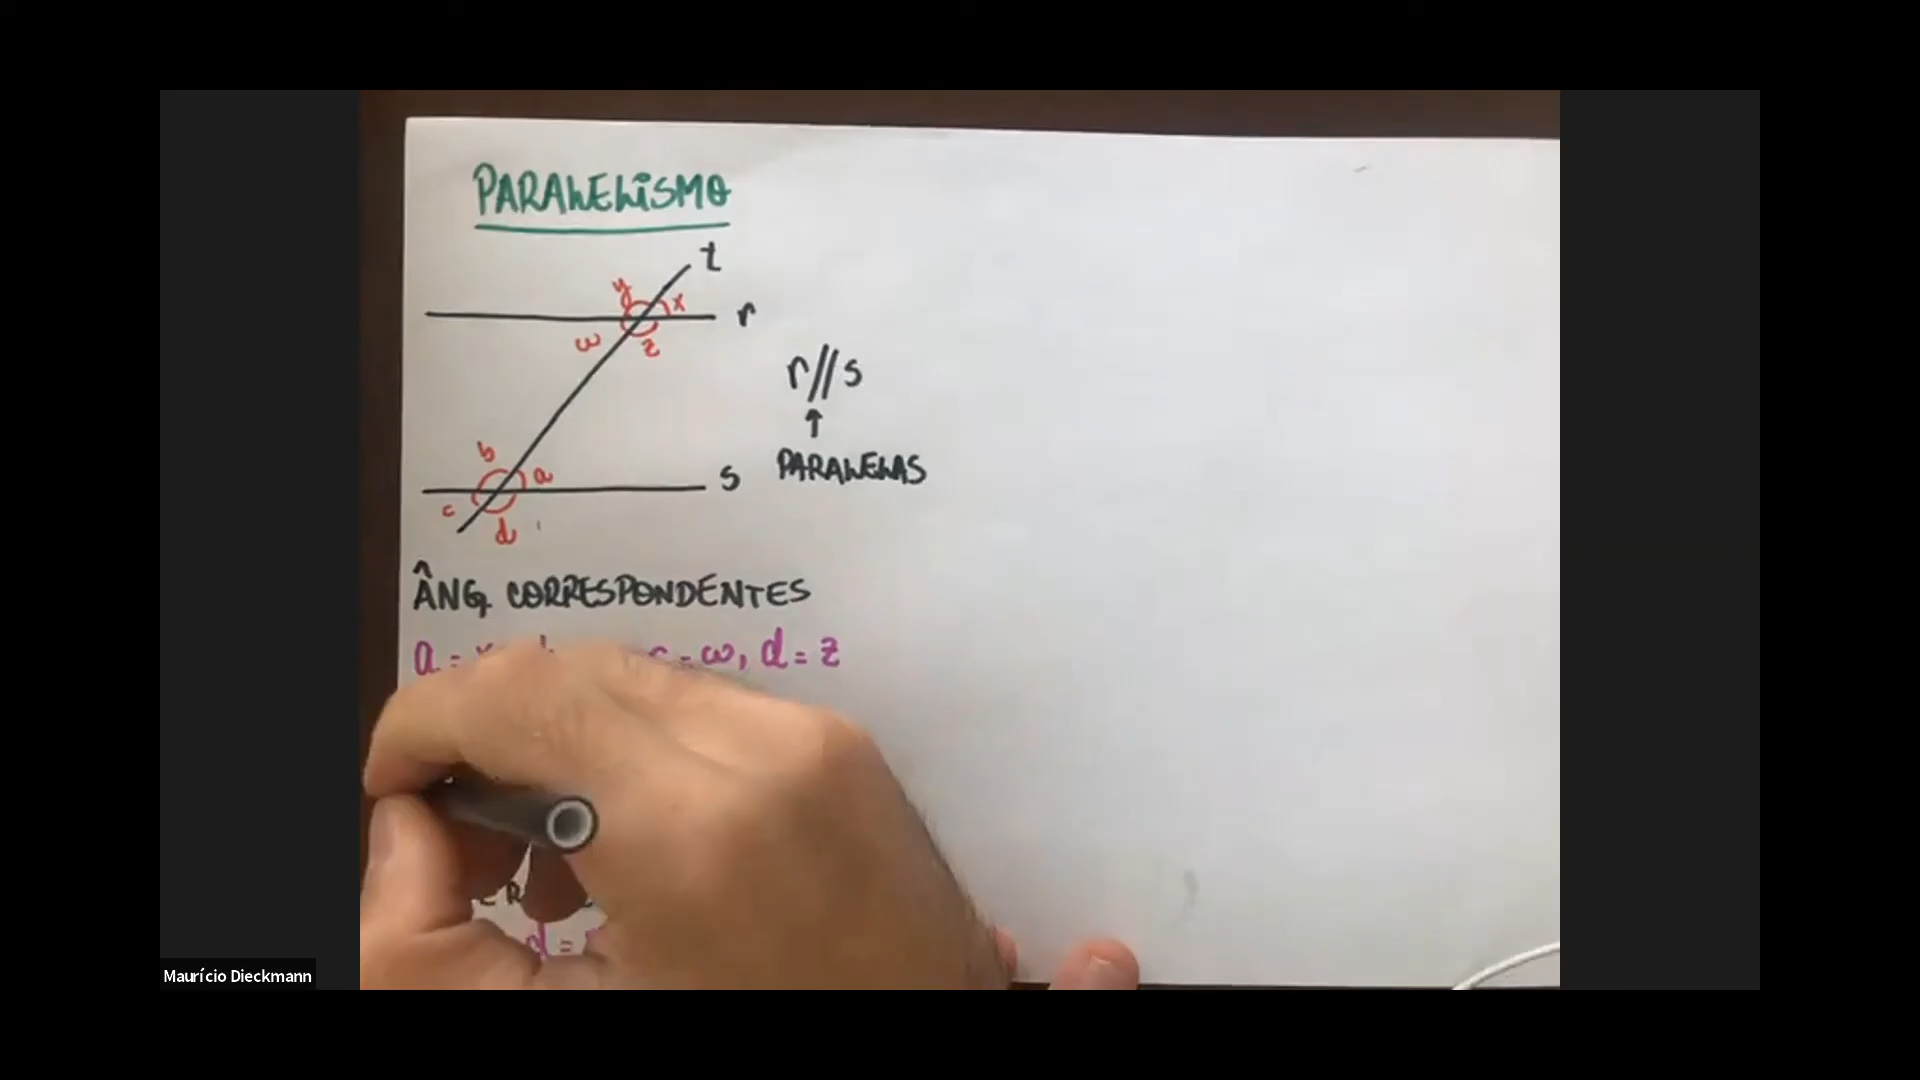 PARALELISMO
t
y x
r
w z
r//s
b
PARALELAS
a
s
c
d
ÂNG. CORRESPONDENTES
a = w, d = z
d =
Maurício Dieckmann